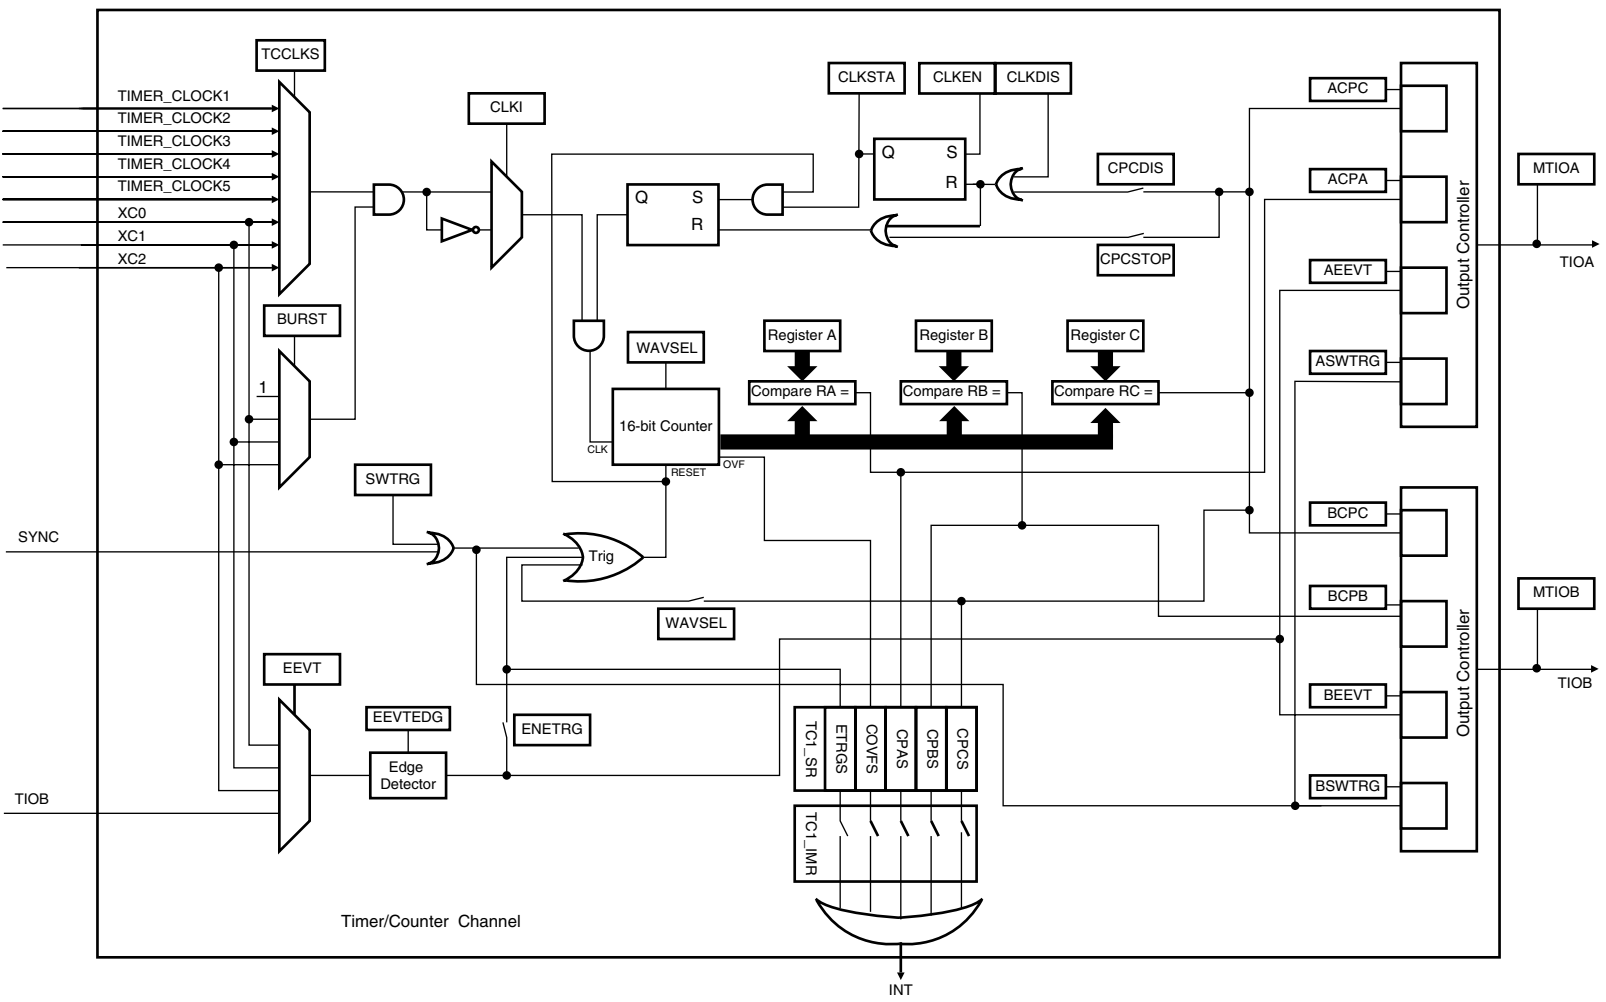 TCCLKS
TIMER_CLOCK1
TIMER_CLOCK2
TIMER_CLOCK3
TIMER_CLOCK4
TIMER_CLOCK5
XC0
XC1
XC2
CLKI
CLKSTA
CLKEN
CLKDIS
Q
S
R
Q
S
R
CPCDIS
CPCSTOP
ACPC
ACPA
AEEVT
ASWTRG
Output Controller
MTIOA
TIOA
BURST
1
WAVSEL
Register A
Register B
Register C
Compare RA =
Compare RB =
Compare RC =
16-bit Counter
CLK
RESET
OVF
SWTRG
SYNC
Trig
WAVSEL
BCPC
BCPB
BEEVT
BSWTRG
Output Controller
MTIOB
TIOB
EEVT
EEVTEDG
Edge
Detector
ENETRG
TIOB
TC1_SR
ETRGS
COVFS
CPAS
CPBS
CPCS
TC1_IMR
Timer/Counter Channel
INT